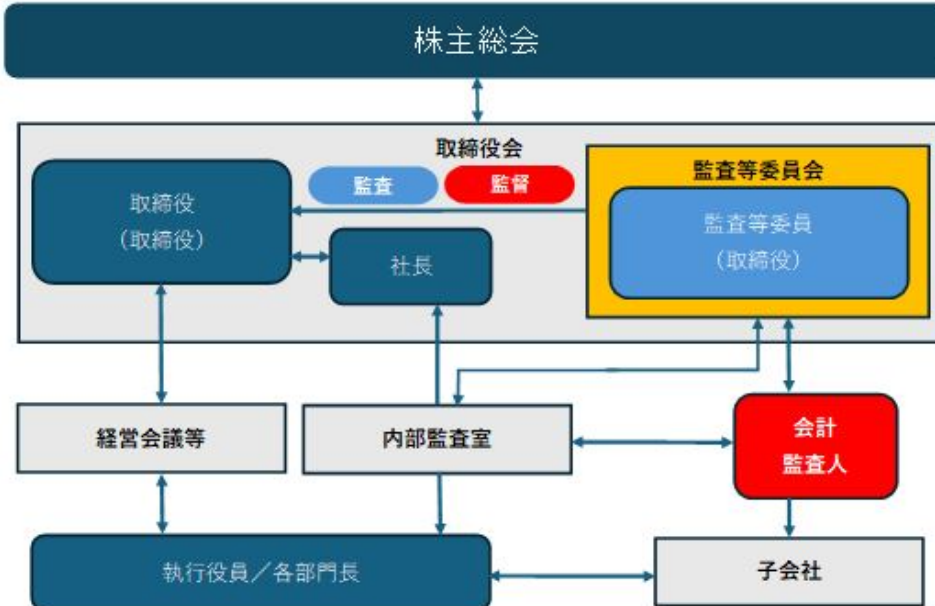 株主総会
取締役会
監査
監督
監査等委員会
取締役
(取締役)
社長
監査等委員
(取締役)
経営会議等
内部監査室
会計
監査人
執行役員／各部門長
子会社